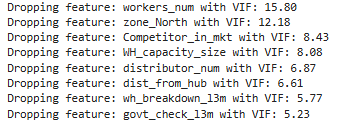 Dropping feature: workers_num with VIF: 15.80
Dropping feature: zone_North with VIF: 12.18
Dropping feature: Competitor_in_mkt with VIF: 8.43
Dropping feature: WH_capacity_size with VIF: 8.08
Dropping feature: distributor_num with VIF: 6.87
Dropping feature: dist_from_hub with VIF: 6.61
Dropping feature: wh_breakdown_l3m with VIF: 5.77
Dropping feature: govt_check_l3m with VIF: 5.23